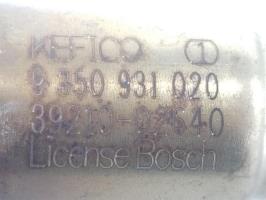 KEFICO (1)
9 350 931 020
License Bosch